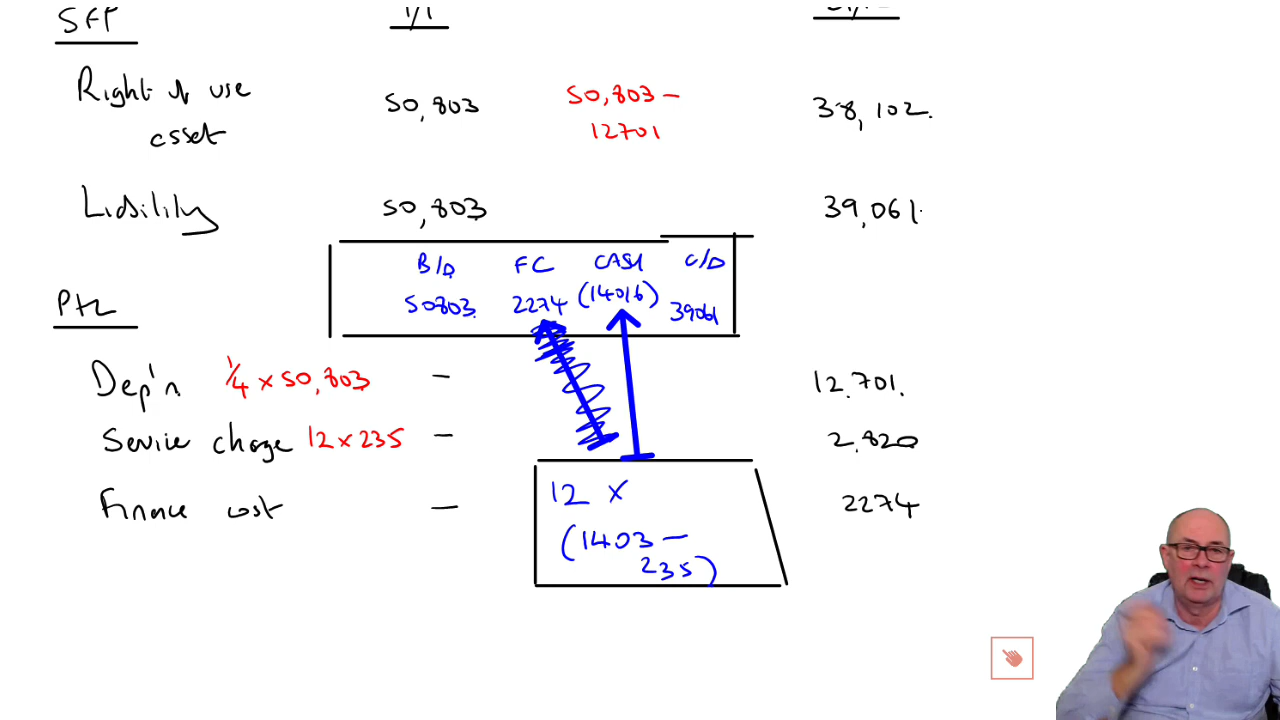 SFP 1/1
Right of use 50,803 50,803 – 38,102.
asset 12701
Liability 50,803 39,061.
B/D FC CASH C/D
50803. 2274 (14016) 39061
P+L
Dep'n. 1/4 x 50,803 – 12,701.
Service charge 12 x 235 – 2,820
Finance cost – 2274
12 x
(1403 –
235)